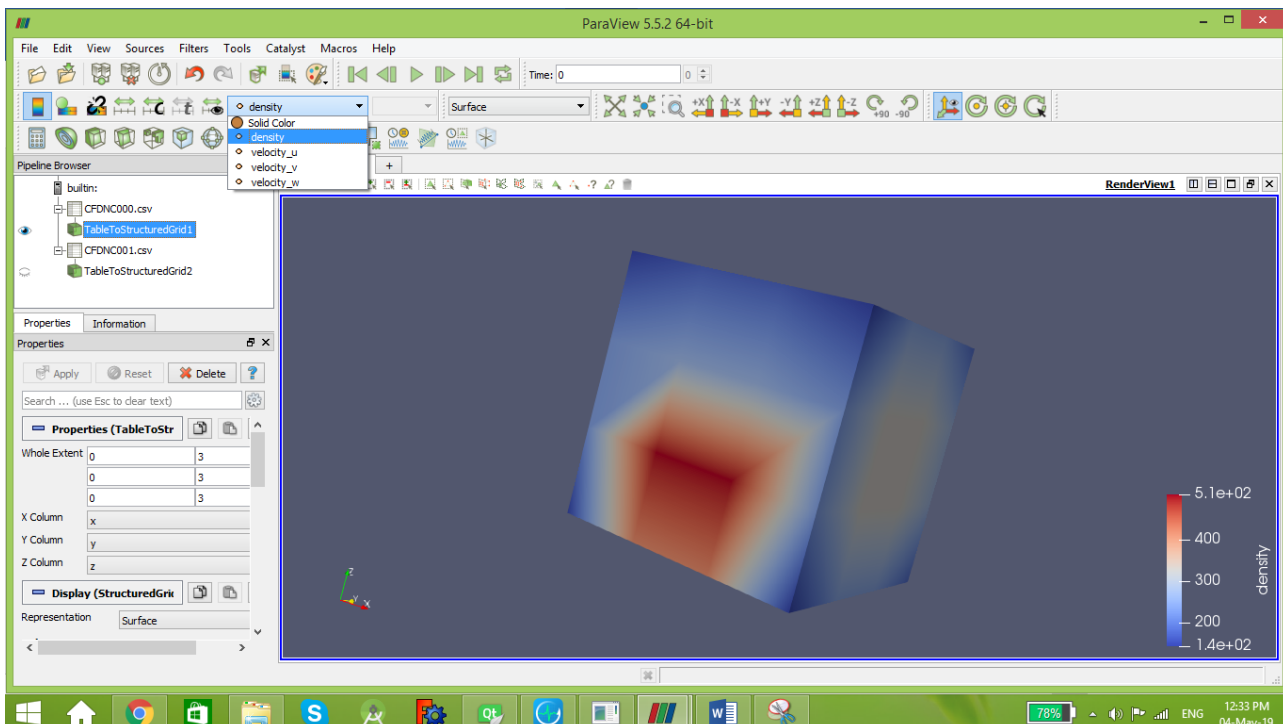 ParaView 5.5.2 64-bit
File Edit View Sources Filters Tools Catalyst Macros Help
Time: 0 0
density Surface +X -X +Y -Y +Z -Z +90 -90
Solid Color
density
velocity_u
velocity_v
velocity_w
+
Pipeline Browser
RenderView1
builtin:
CFDNC000.csv
TableToStructuredGrid1
CFDNC001.csv
TableToStructuredGrid2
Properties Information
Properties
Apply Reset Delete ?
Search ... (use Esc to clear text)
Properties (TableToStr
Whole Extent 0 3
0 3
0 3
X Column x
Y Column y
Z Column z
Display (StructuredGri
Representation Surface
Z
Y X
5.1e+02
400
300
200
1.4e+02
density
78% ENG 12:33 PM
04-May-19